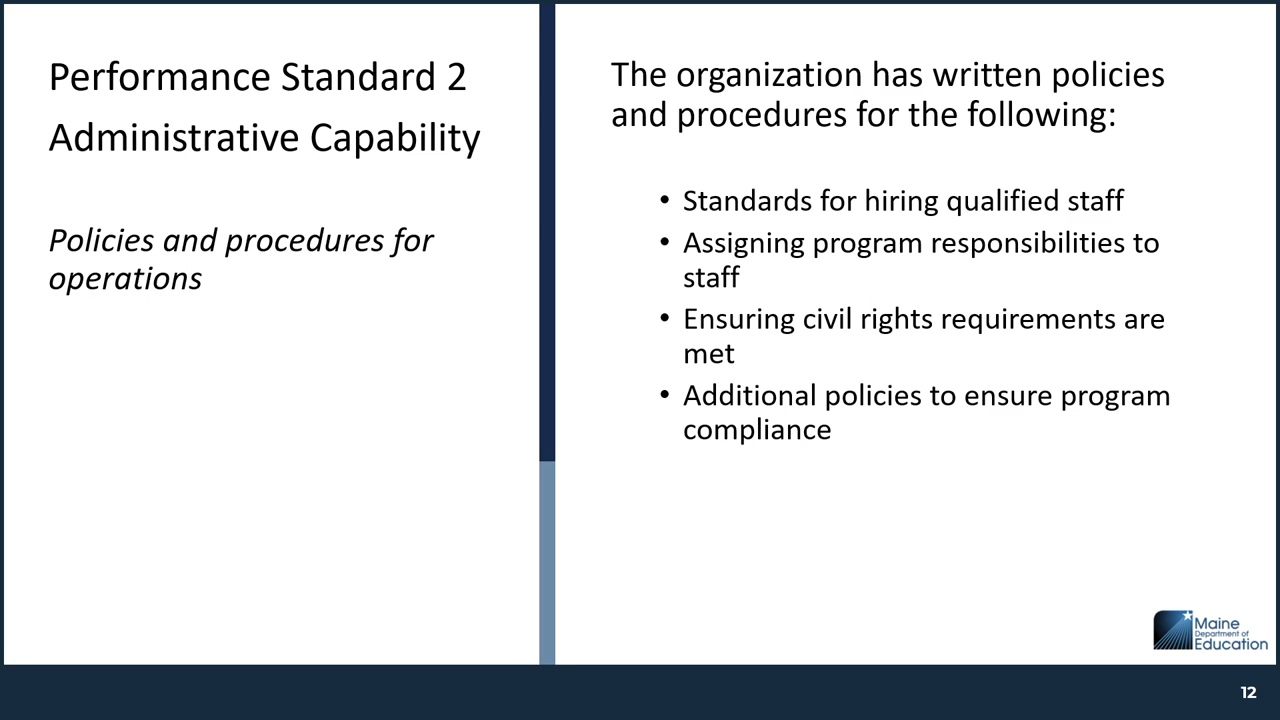 Performance Standard 2
Administrative Capability
Policies and procedures for
operations
The organization has written policies
and procedures for the following:
• Standards for hiring qualified staff
• Assigning program responsibilities to
staff
• Ensuring civil rights requirements are
met
• Additional policies to ensure program
compliance
Maine
Department of
Education
12